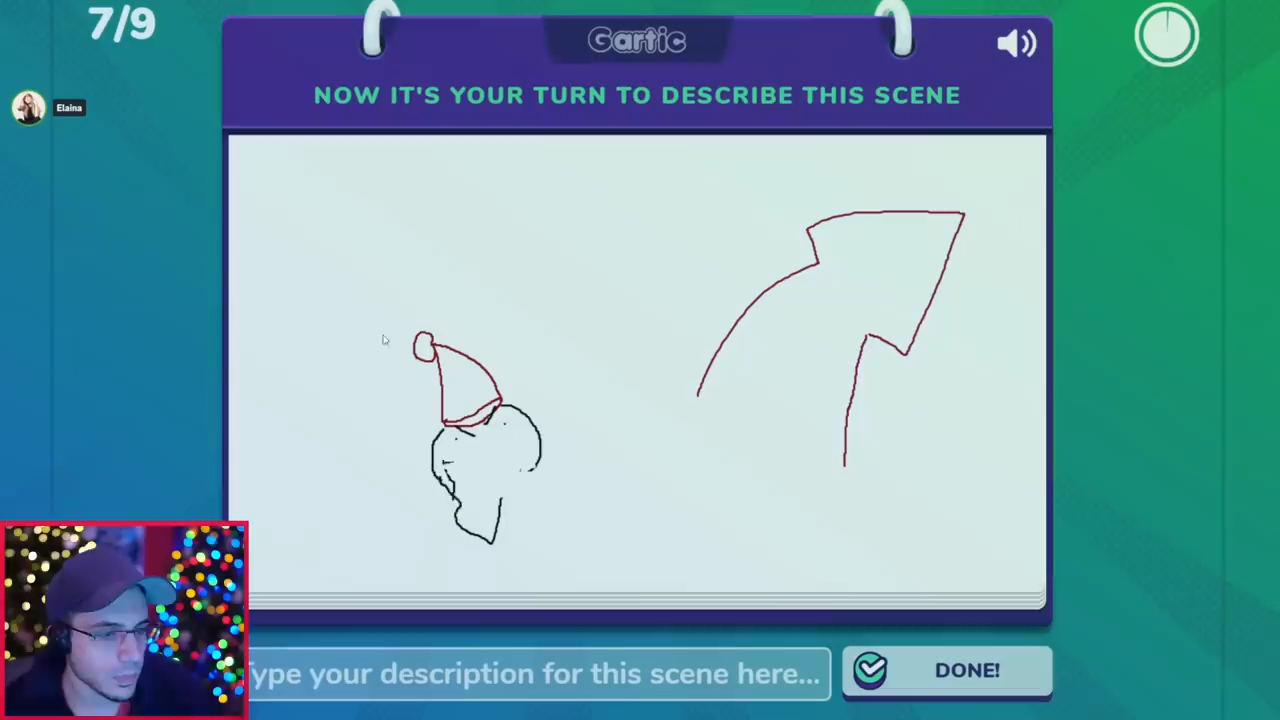 7/9
Gartic
NOW IT'S YOUR TURN TO DESCRIBE THIS SCENE
Elaina
Type your description for this scene here...
DONE!